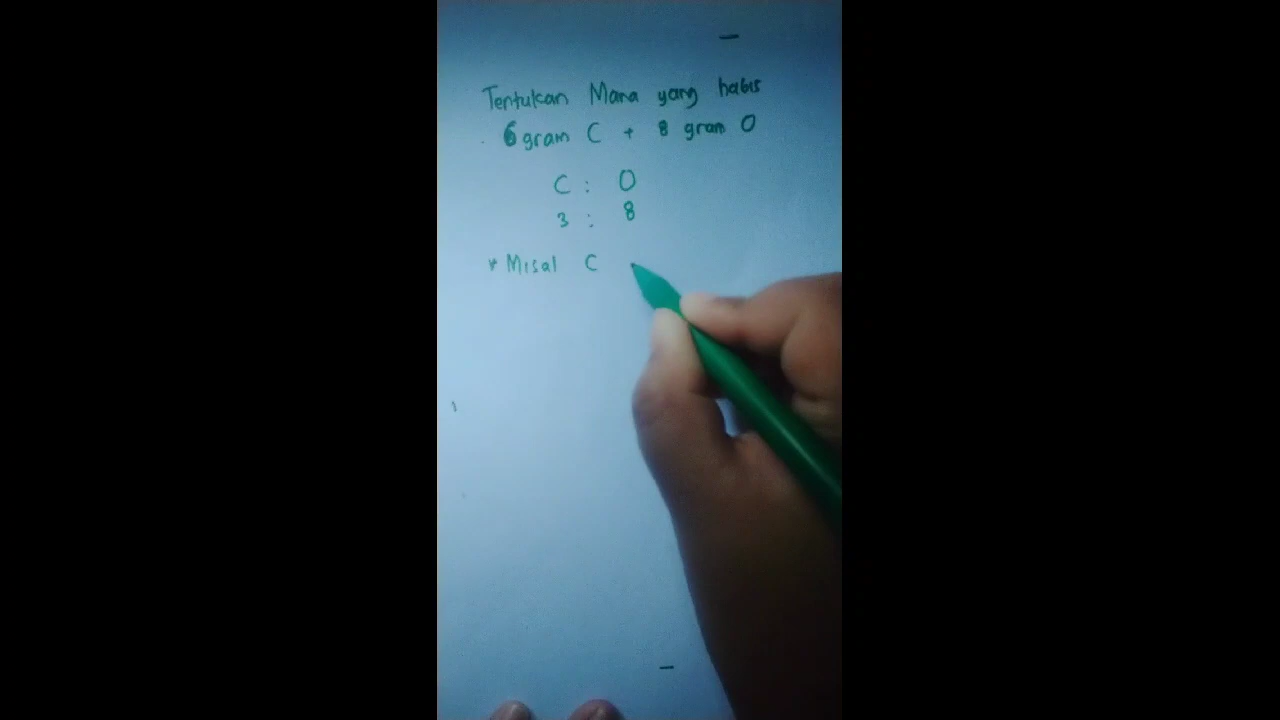 Tentukan Mana yang habis
6 gram C + 8 gram O
C : O
3 : 8
* Misal C